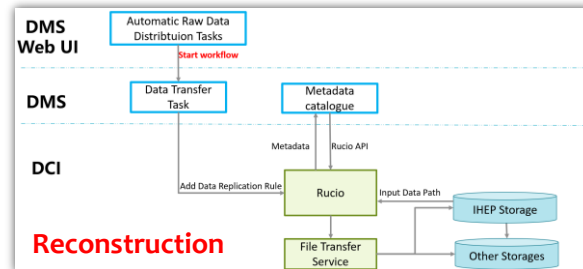 DMS
Web UI
Automatic Raw Data
Distribtuion Tasks
Start workflow
DMS
Data Transfer
Task
Metadata
catalogue
Metadata
Rucio API
DCI
Add Data Replication Rule
Rucio
Input Data Path
IHEP Storage
Reconstruction
File Transfer
Service
Other Storages